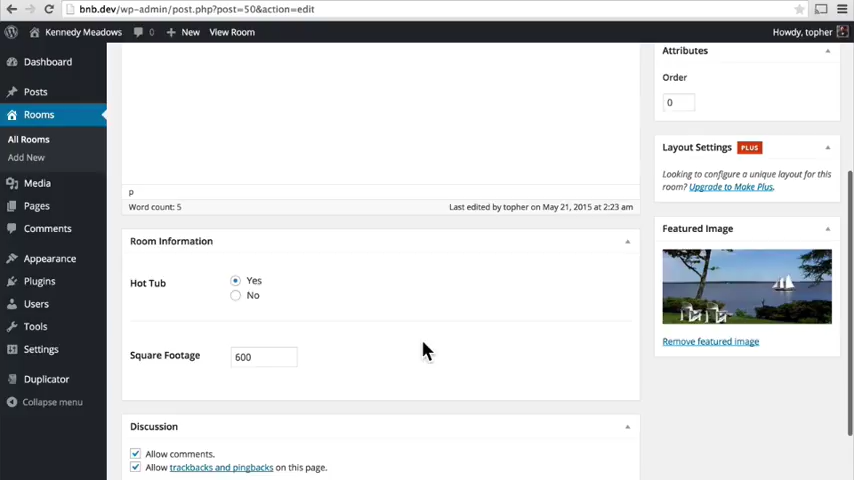 bnb.dev/wp-admin/post.php?post=50&action=edit
Kennedy Meadows
0
New
View Room
Howdy, topher
Dashboard
Posts
Rooms
All Rooms
Add New
Media
Pages
Comments
Appearance
Plugins
Users
Tools
Settings
Duplicator
Collapse menu
p
Word count: 5
Last edited by topher on May 21, 2015 at 2:23 am
Room Information
Hot Tub
Yes
No
Square Footage
600
Discussion
Allow comments.
Allow trackbacks and pingbacks on this page.
Attributes
Order
0
Layout Settings PLUS
Looking to configure a unique layout for this
room? Upgrade to Make Plus.
Featured Image
Remove featured image